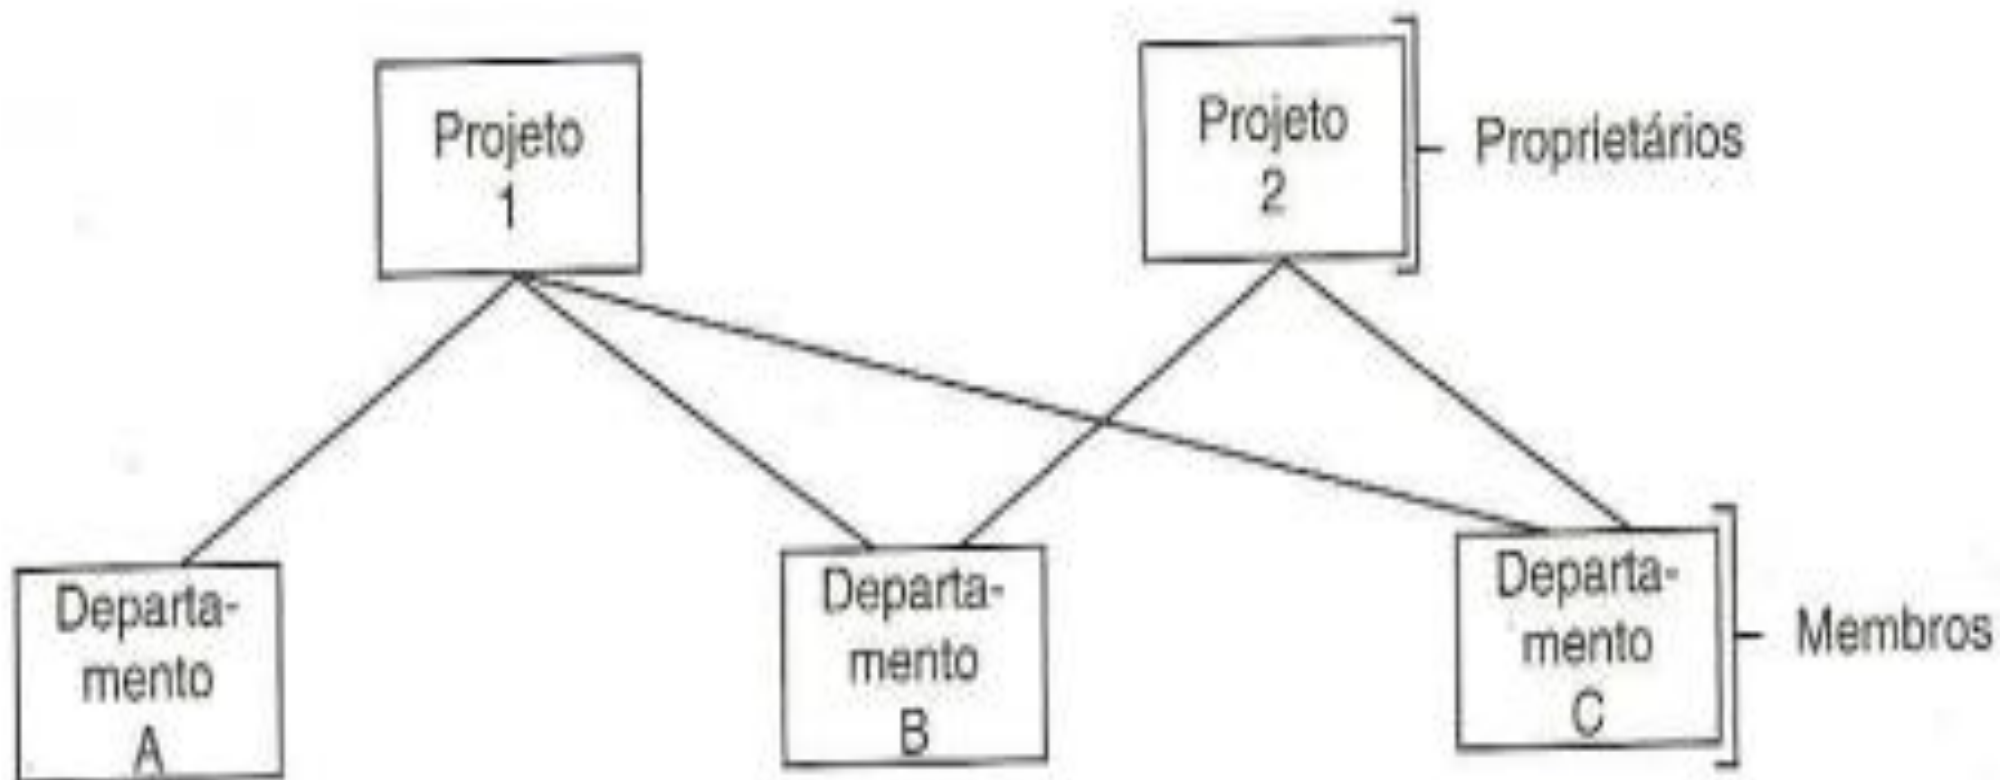 Projeto
1
Projeto
2
Proprietários
Departa-
mento
A
Departa-
mento
B
Departa-
mento
C
Membros